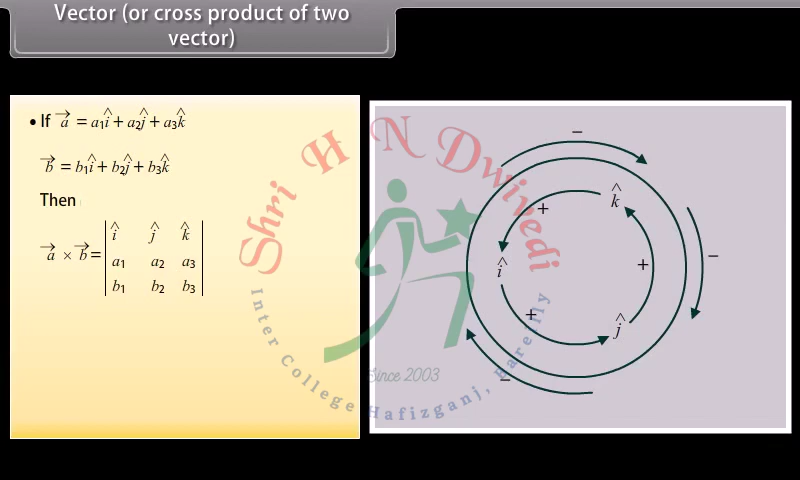 Vector (or cross product of two
vector)
• If a⃗ = a₁î + a₂ĵ + a₃k̂
b⃗ = b₁î + b₂ĵ + b₃k̂
Then
a⃗ × b⃗ = | î ĵ k̂ |
| a₁ a₂ a₃ |
| b₁ b₂ b₃ |
−
+ k̂
î + −
+ ĵ
−
Shri H N Dwivedi
Inter College Hafizganj, Bareilly
Since 2003